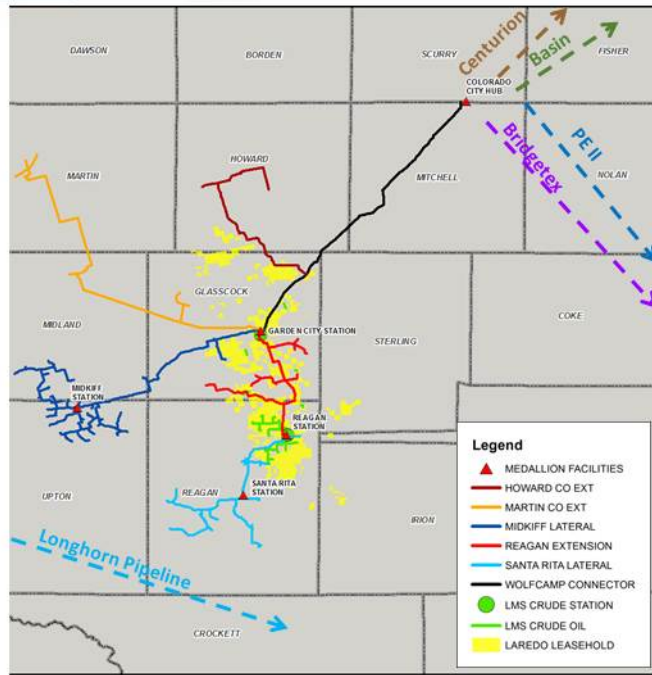 DAWSON
BORDEN
SCURRY
FISHER
Centurion
Basin
COLORADO
CITY HUB
PE II
Bridgetex
MARTIN
HOWARD
MITCHELL
NOLAN
GLASSCOCK
MIDLAND
GARDEN CITY STATION
STERLING
COKE
MIDKIFF
STATION
REAGAN
STATION
SANTA RITA
STATION
UPTON
REAGAN
IRION
Longhorn Pipeline
CROCKETT
Legend
MEDALLION FACILITIES
HOWARD CO EXT
MARTIN CO EXT
MIDKIFF LATERAL
REAGAN EXTENSION
SANTA RITA LATERAL
WOLFCAMP CONNECTOR
LMS CRUDE STATION
LMS CRUDE OIL
LAREDO LEASEHOLD